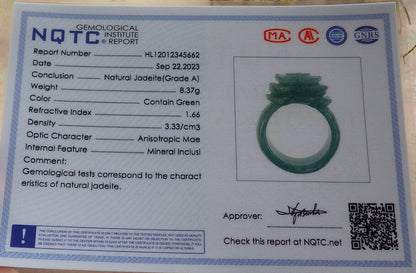 NQTC®
GEMOLOGICAL
INSTITUTE
REPORT
MA
GNRS
Report Number HL12012345662
Date Sep 22,2023
Conclusion Natural Jadeite(Grade A)
Weight 8.37g
Color Contain Green
Refractive Index 1.66
Density 3.33/cm3
Optic Character Anisotropic Mae
Internal Feature Mineral Inclusi
Comment:
Gemological tests correspond to the charact
eristics of natural jadeite.
Approver:
Check this report at NQTC.net